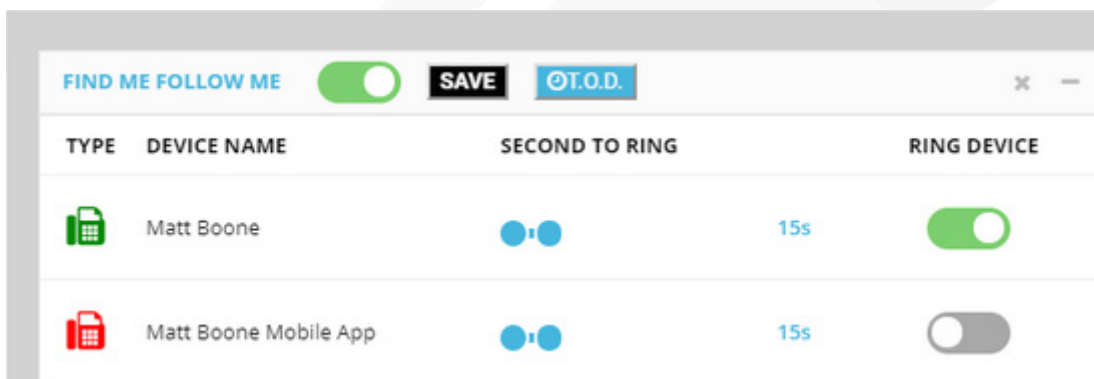 FIND ME FOLLOW ME SAVE T.O.D.
TYPE DEVICE NAME SECOND TO RING RING DEVICE
Matt Boone 15s
Matt Boone Mobile App 15s